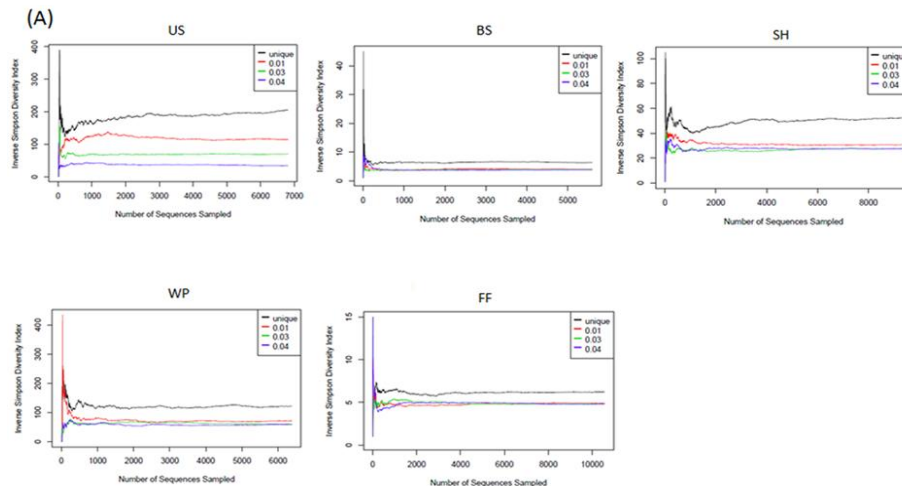 (A)
US
Inverse Simpson Diversity Index
400
300
200
100
0
unique
0.01
0.03
0.04
0 1000 2000 3000 4000 5000 6000 7000
Number of Sequences Sampled
BS
Inverse Simpson Diversity Index
40
30
20
10
0
unique
0.01
0.03
0.04
0 1000 2000 3000 4000 5000
Number of Sequences Sampled
SH
Inverse Simpson Diversity Index
100
80
60
40
20
0
unique
0.01
0.03
0.04
0 2000 4000 6000 8000
Number of Sequences Sampled
WP
Inverse Simpson Diversity Index
400
300
200
100
0
unique
0.01
0.03
0.04
0 1000 2000 3000 4000 5000 6000
Number of Sequences Sampled
FF
Inverse Simpson Diversity Index
15
10
5
0
unique
0.01
0.03
0.04
0 2000 4000 6000 8000 10000
Number of Sequences Sampled